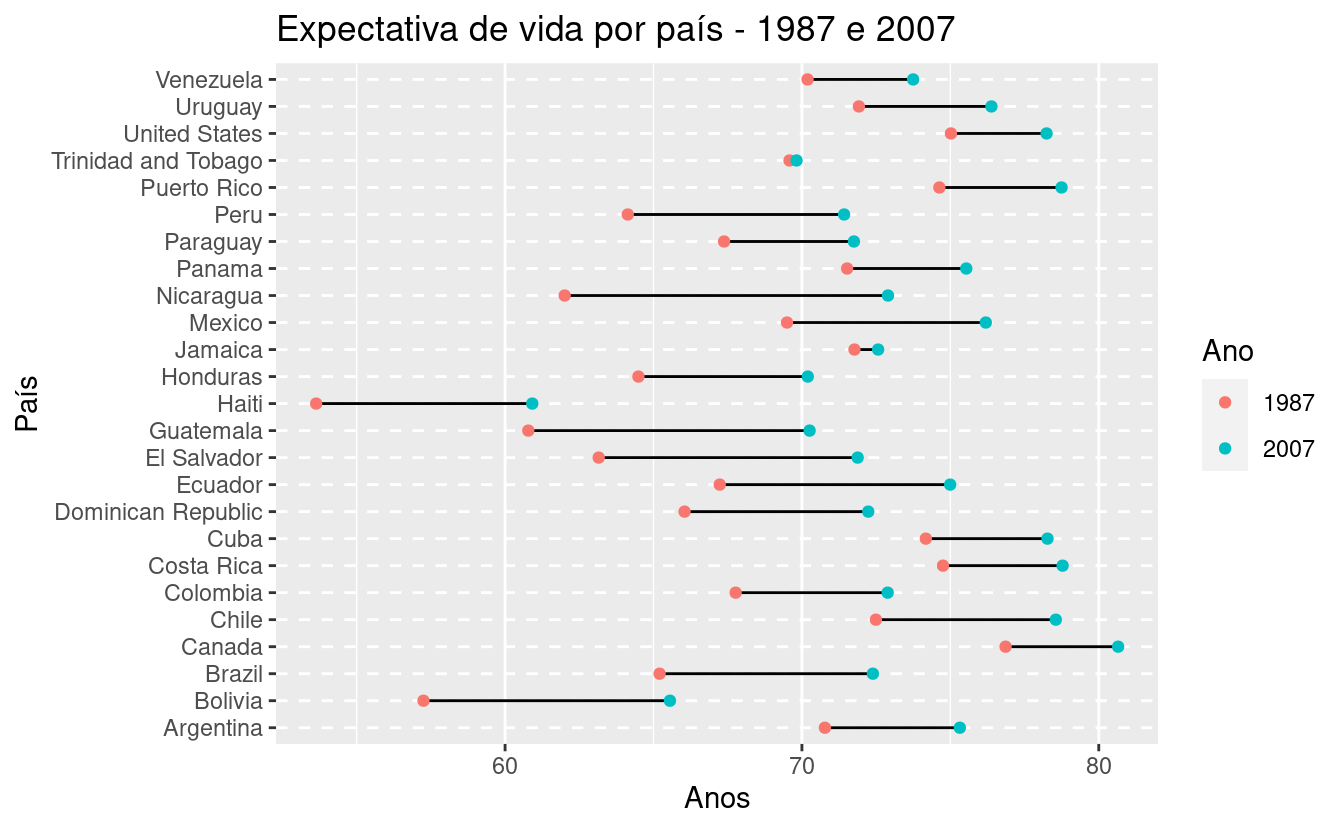 Expectativa de vida por país - 1987 e 2007
País
Venezuela
Uruguay
United States
Trinidad and Tobago
Puerto Rico
Peru
Paraguay
Panama
Nicaragua
Mexico
Jamaica
Honduras
Haiti
Guatemala
El Salvador
Ecuador
Dominican Republic
Cuba
Costa Rica
Colombia
Chile
Canada
Brazil
Bolivia
Argentina
60 70 80
Anos
Ano
1987
2007